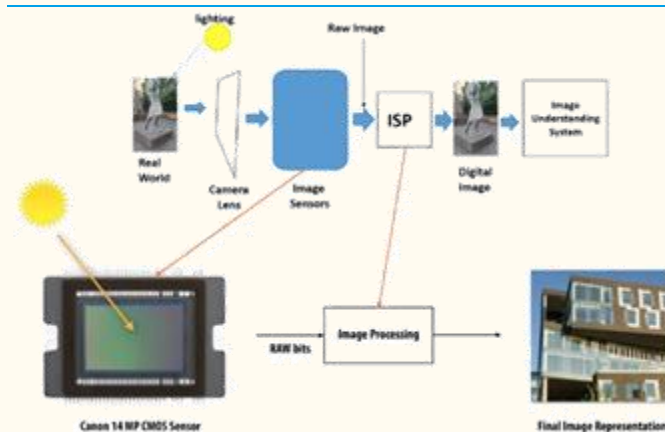 lighting
Raw Image
ISP
Image
Understanding
System
Real
World
Camera
Lens
Image
Sensors
Digital
Image
RAW bits
Image Processing
Canon 14 MP CMOS Sensor
Final Image Representation